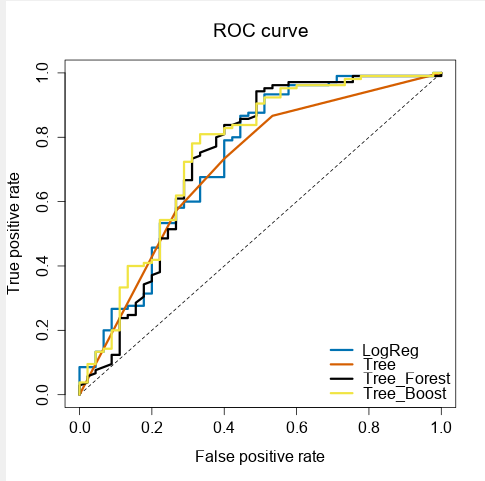 ROC curve
True positive rate
1.0
0.8
0.6
0.4
0.2
0.0
LogReg
Tree
Tree_Forest
Tree_Boost
0.0 0.2 0.4 0.6 0.8 1.0
False positive rate